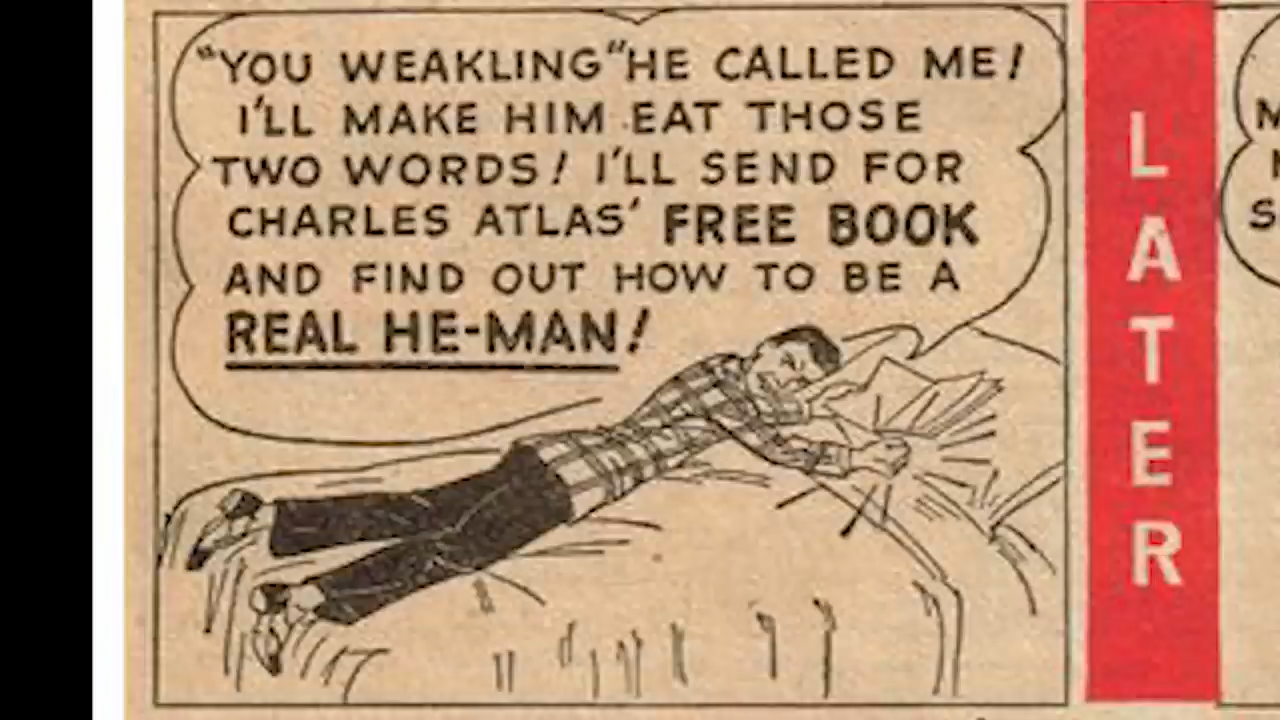 "YOU WEAKLING" HE CALLED ME!
I'LL MAKE HIM EAT THOSE
TWO WORDS! I'LL SEND FOR
CHARLES ATLAS' FREE BOOK
AND FIND OUT HOW TO BE A
REAL HE-MAN!
LATER